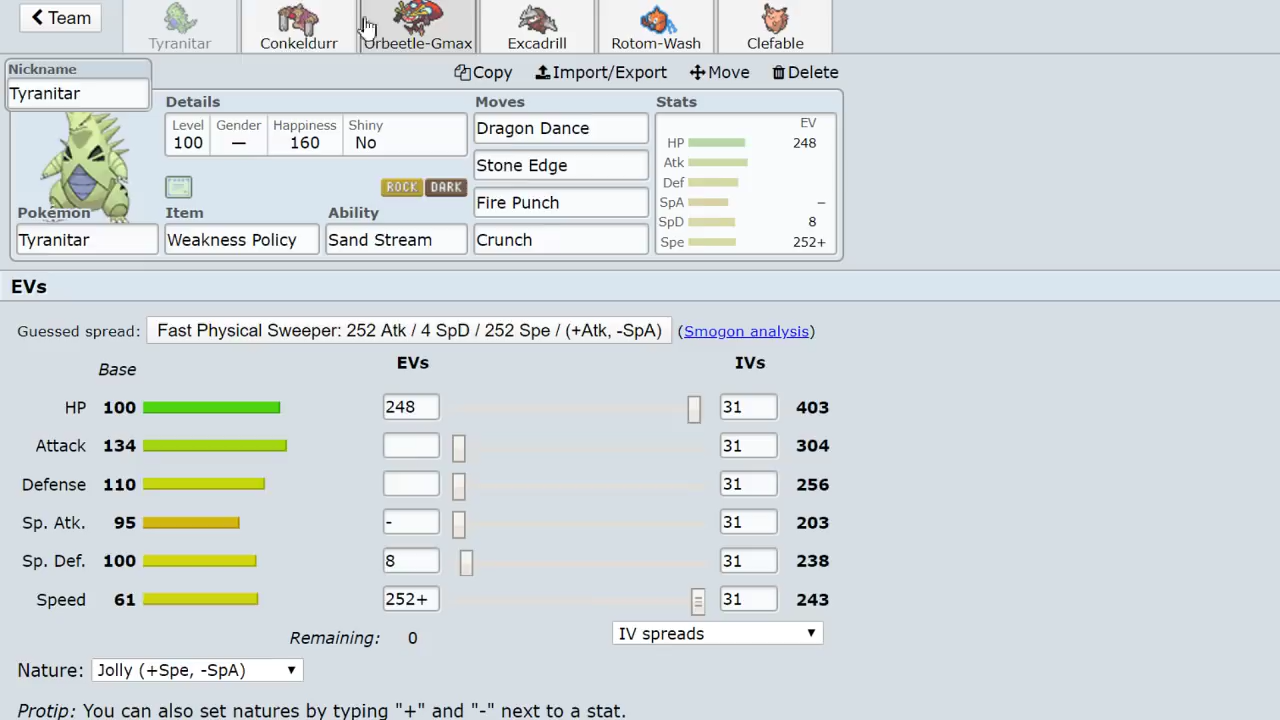 Team
Tyranitar
Conkeldurr
Orbeetle-Gmax
Excadrill
Rotom-Wash
Clefable
Nickname
Tyranitar
Copy
Import/Export
Move
Delete
Details
Level
100
Gender
—
Happiness
160
Shiny
No
ROCK
DARK
Pokémon
Tyranitar
Item
Weakness Policy
Ability
Sand Stream
Moves
Dragon Dance
Stone Edge
Fire Punch
Crunch
Stats
EV
HP 248
Atk
Def
SpA –
SpD 8
Spe 252+
EVs
Guessed spread: Fast Physical Sweeper: 252 Atk / 4 SpD / 252 Spe / (+Atk, -SpA) (Smogon analysis)
Base EVs IVs
HP 100 248 31 403
Attack 134 31 304
Defense 110 31 256
Sp. Atk. 95 - 31 203
Sp. Def. 100 8 31 238
Speed 61 252+ 31 243
Remaining: 0
IV spreads
Nature: Jolly (+Spe, -SpA)
Protip: You can also set natures by typing "+" and "-" next to a stat.